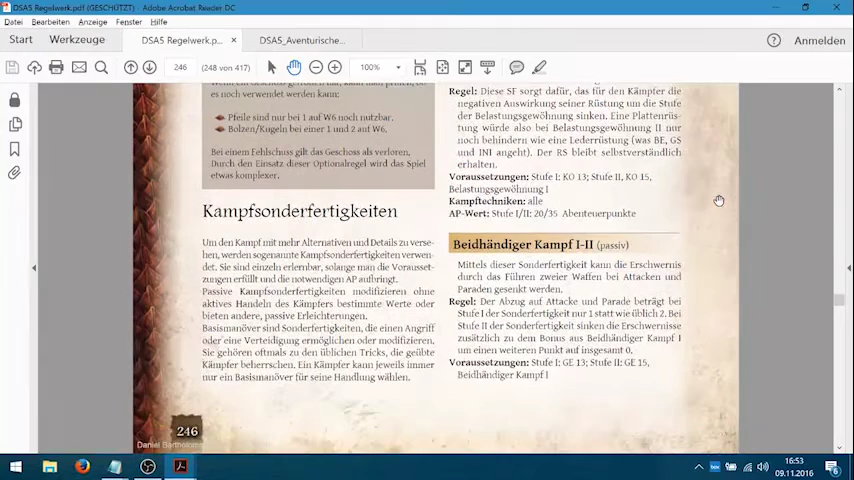 DSA5 Regelwerk.pdf (GESCHÜTZT) - Adobe Acrobat Reader DC
Datei Bearbeiten Anzeige Fenster Hilfe
Start Werkzeuge DSA5 Regelwerk.p... × DSA5_Aventurische... Anmelden
246 (248 von 417) 100%
es noch verwendet werden kann:
Pfeile sind nur bei 1 auf W6 noch nutzbar.
Bolzen/Kugeln bei einer 1 und 2 auf W6.
Bei einem Fehlschuss gilt das Geschoss als verloren.
Durch den Einsatz dieser Optionalregel wird das Spiel
etwas komplexer.
Kampfsonderfertigkeiten
Um den Kampf mit mehr Alternativen und Details zu verse-
hen, werden sogenannte Kampfsonderfertigkeiten verwen-
det. Sie sind einzeln erlernbar, solange man die Vorausset-
zungen erfüllt und die notwendigen AP aufbringt.
Passive Kampfsonderfertigkeiten modifizieren ohne
aktives Handeln des Kämpfers bestimmte Werte oder
bieten andere, passive Erleichterungen.
Basismanöver sind Sonderfertigkeiten, die einen Angriff
oder eine Verteidigung ermöglichen oder modifizieren.
Sie gehören oftmals zu den üblichen Tricks, die geübte
Kämpfer beherrschen. Ein Kämpfer kann jeweils immer
nur ein Basismanöver für seine Handlung wählen.
246
Daniel Bartholome
Regel: Diese SF sorgt dafür, das für den Kämpfer die
negativen Auswirkung seiner Rüstung um die Stufe
der Belastungsgewöhnung sinken. Eine Plattenrüs-
tung würde also bei Belastungsgewöhnung II nur
noch behindern wie eine Lederrüstung (was BE, GS
und INI angeht). Der RS bleibt selbstverständlich
erhalten.
Voraussetzungen: Stufe I: KO 13; Stufe II, KO 15,
Belastungsgewöhnung I
Kampftechniken: alle
AP-Wert: Stufe I/II: 20/35 Abenteuerpunkte
Beidhändiger Kampf I-II (passiv)
Mittels dieser Sonderfertigkeit kann die Erschwernis
durch das Führen zweier Waffen bei Attacken und
Paraden gesenkt werden.
Regel: Der Abzug auf Attacke und Parade beträgt bei
Stufe I der Sonderfertigkeit nur 1 statt wie üblich 2. Bei
Stufe II der Sonderfertigkeit sinken die Erschwernisse
zusätzlich zu dem Bonus aus Beidhändiger Kampf I
um einen weiteren Punkt auf insgesamt 0.
Voraussetzungen: Stufe I: GE 13; Stufe II: GE 15,
Beidhändiger Kampf I
16:53
09.11.2016